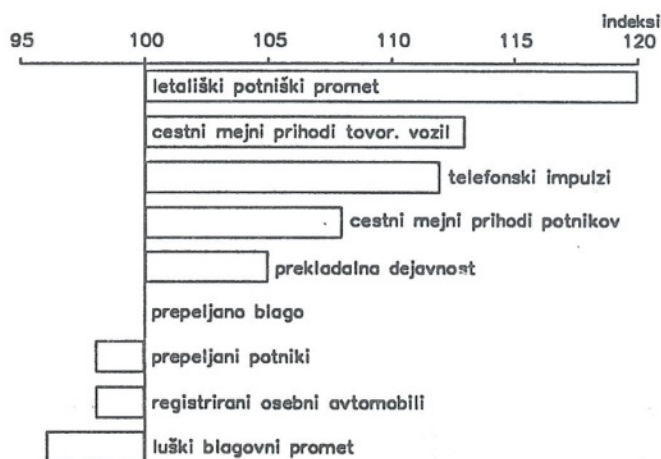 indeksi
95 100 105 110 115 120
letališki potniški promet
cestni mejni prihodi tovor. vozil
telefonski impulzi
cestni mejni prihodi potnikov
prekladalna dejavnost
prepeljano blago
prepeljani potniki
registrirani osebni avtomobili
luški blagovni promet